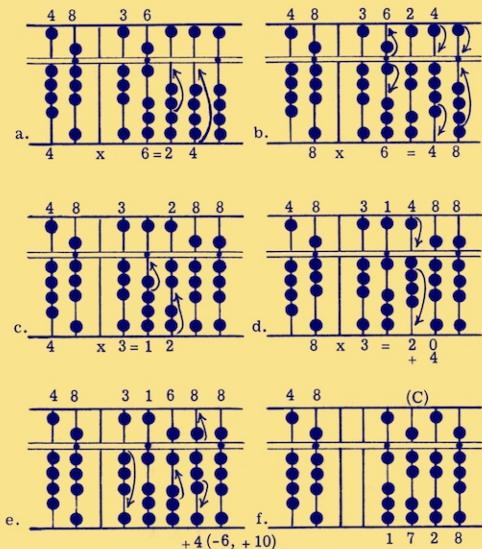 4 8 3 6
a.
4 x 6 = 2 4
4 8 3 6 2 4
b.
8 x 6 = 4 8
4 8 3 2 8 8
c.
4 x 3 = 1 2
4 8 3 1 4 8 8
d.
8 x 3 = 2 0
+ 4
4 8 3 1 6 8 8
e.
+4 (-6, +10)
4 8 (C)
f.
1 7 2 8